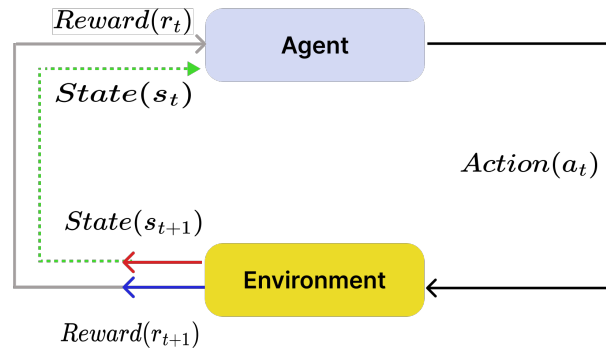 Reward(r_t)
Agent
State(s_t)
Action(a_t)
State(s_{t+1})
Environment
Reward(r_{t+1})